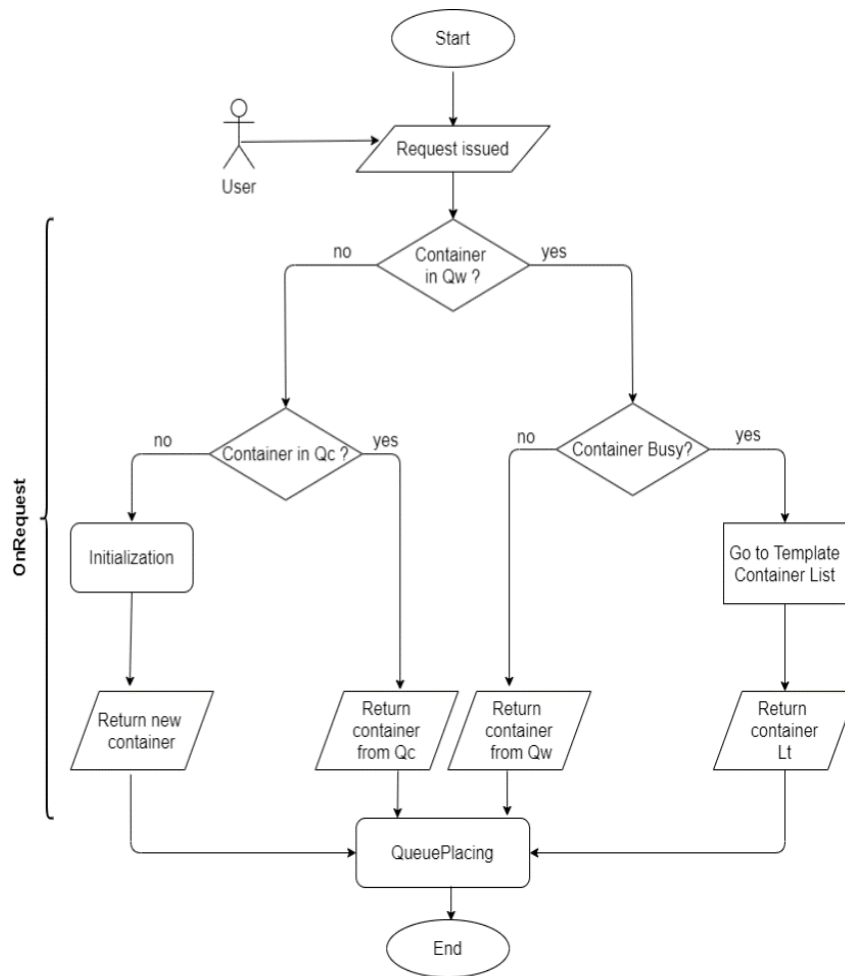 Start
Request issued
User
Container
in Qw ?
no
yes
Container in Qc ?
no
yes
Container Busy?
no
yes
OnRequest
Initialization
Go to Template
Container List
Return new
container
Return
container
from Qc
Return
container
from Qw
Return
container
Lt
QueuePlacing
End